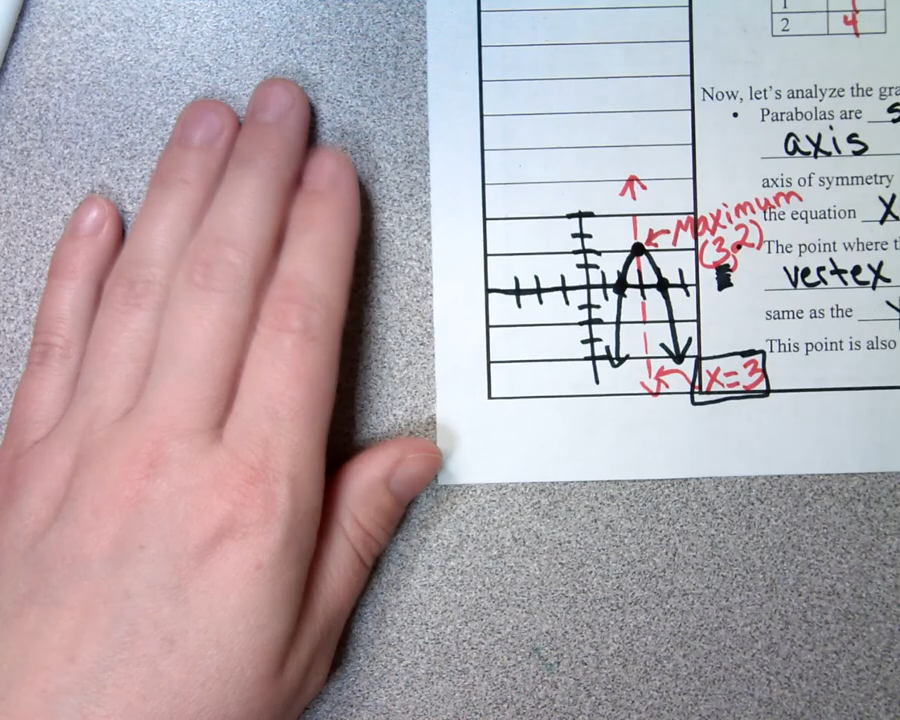 1
2 4
Now, let's analyze the gra
• Parabolas are
axis
axis of symmetry
the equation X
Maximum
(3,2)
• The point where t
vertex
same as the
This point is also
x=3